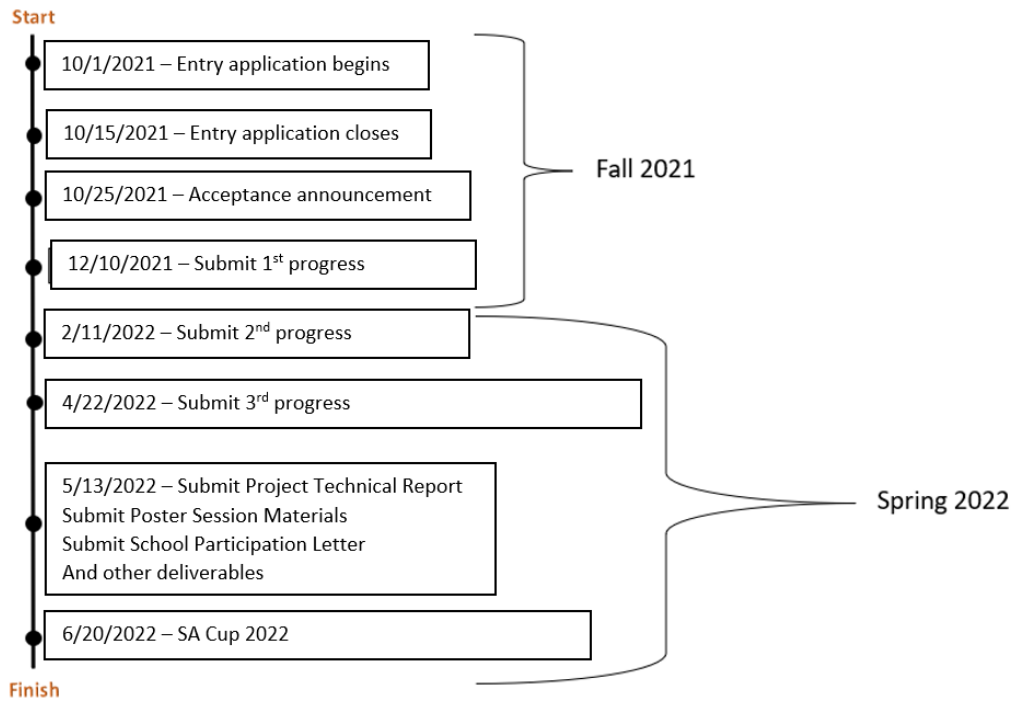 Start
10/1/2021 – Entry application begins
10/15/2021 – Entry application closes
10/25/2021 – Acceptance announcement
12/10/2021 – Submit 1st progress
Fall 2021
2/11/2022 – Submit 2nd progress
4/22/2022 – Submit 3rd progress
5/13/2022 – Submit Project Technical Report
Submit Poster Session Materials
Submit School Participation Letter
And other deliverables
6/20/2022 – SA Cup 2022
Spring 2022
Finish